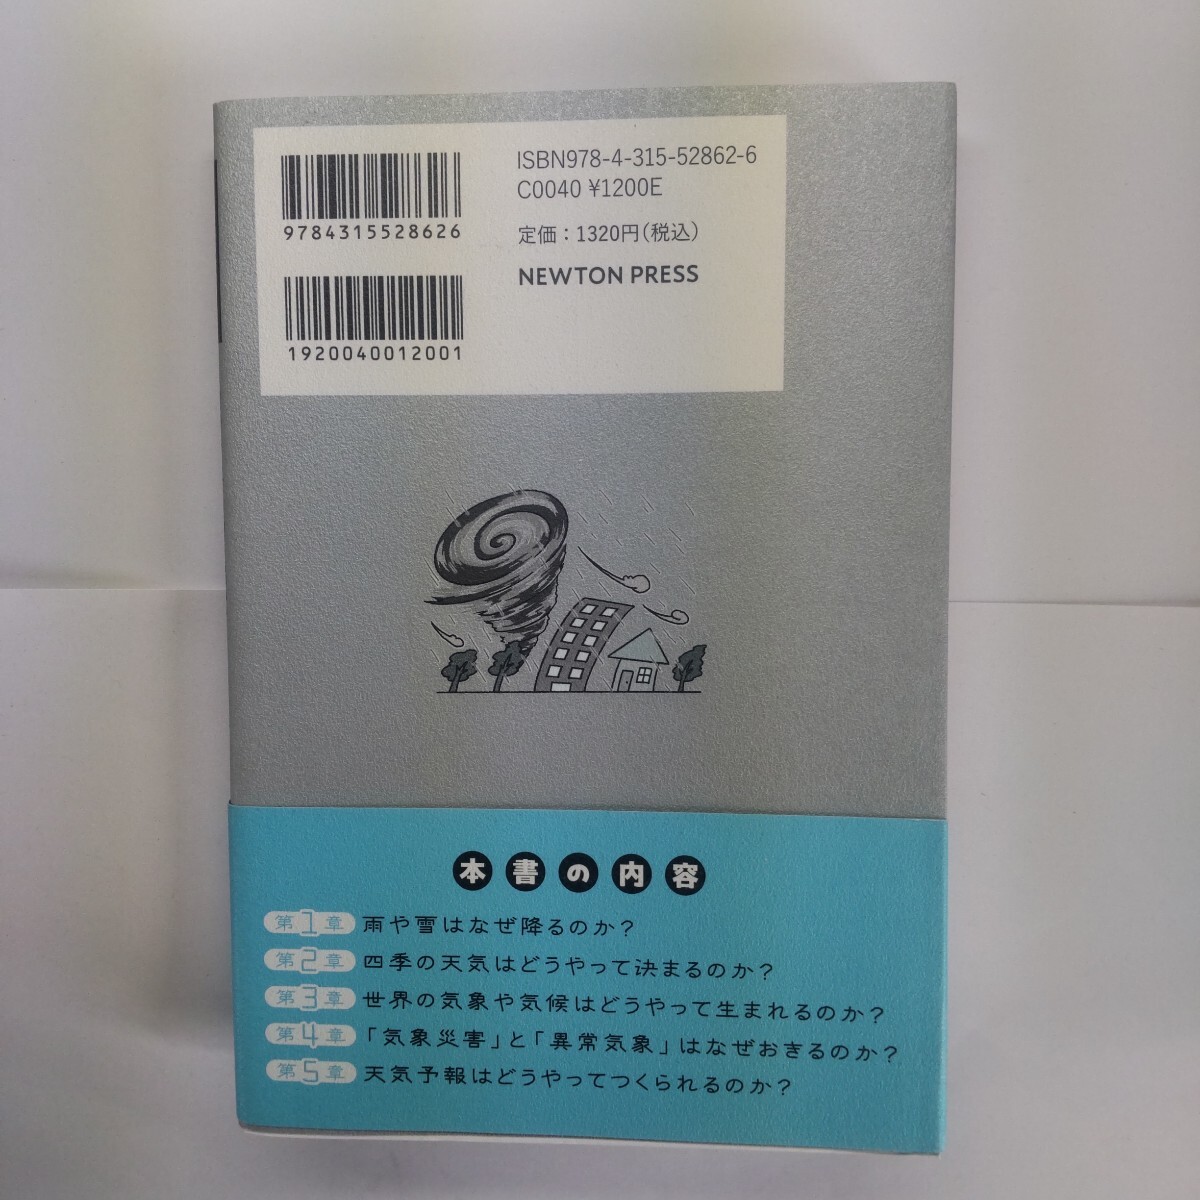 ISBN978-4-315-52862-6
C0040 ¥1200E
定価：1320円(税込)
NEWTON PRESS
9784315528626
1920040012001
本書の内容
第1章 雨や雪はなぜ降るのか？
第2章 四季の天気はどうやって決まるのか？
第3章 世界の気象や気候はどうやって生まれるのか？
第4章 「気象災害」と「異常気象」はなぜおきるのか？
第5章 天気予報はどうやってつくられるのか？